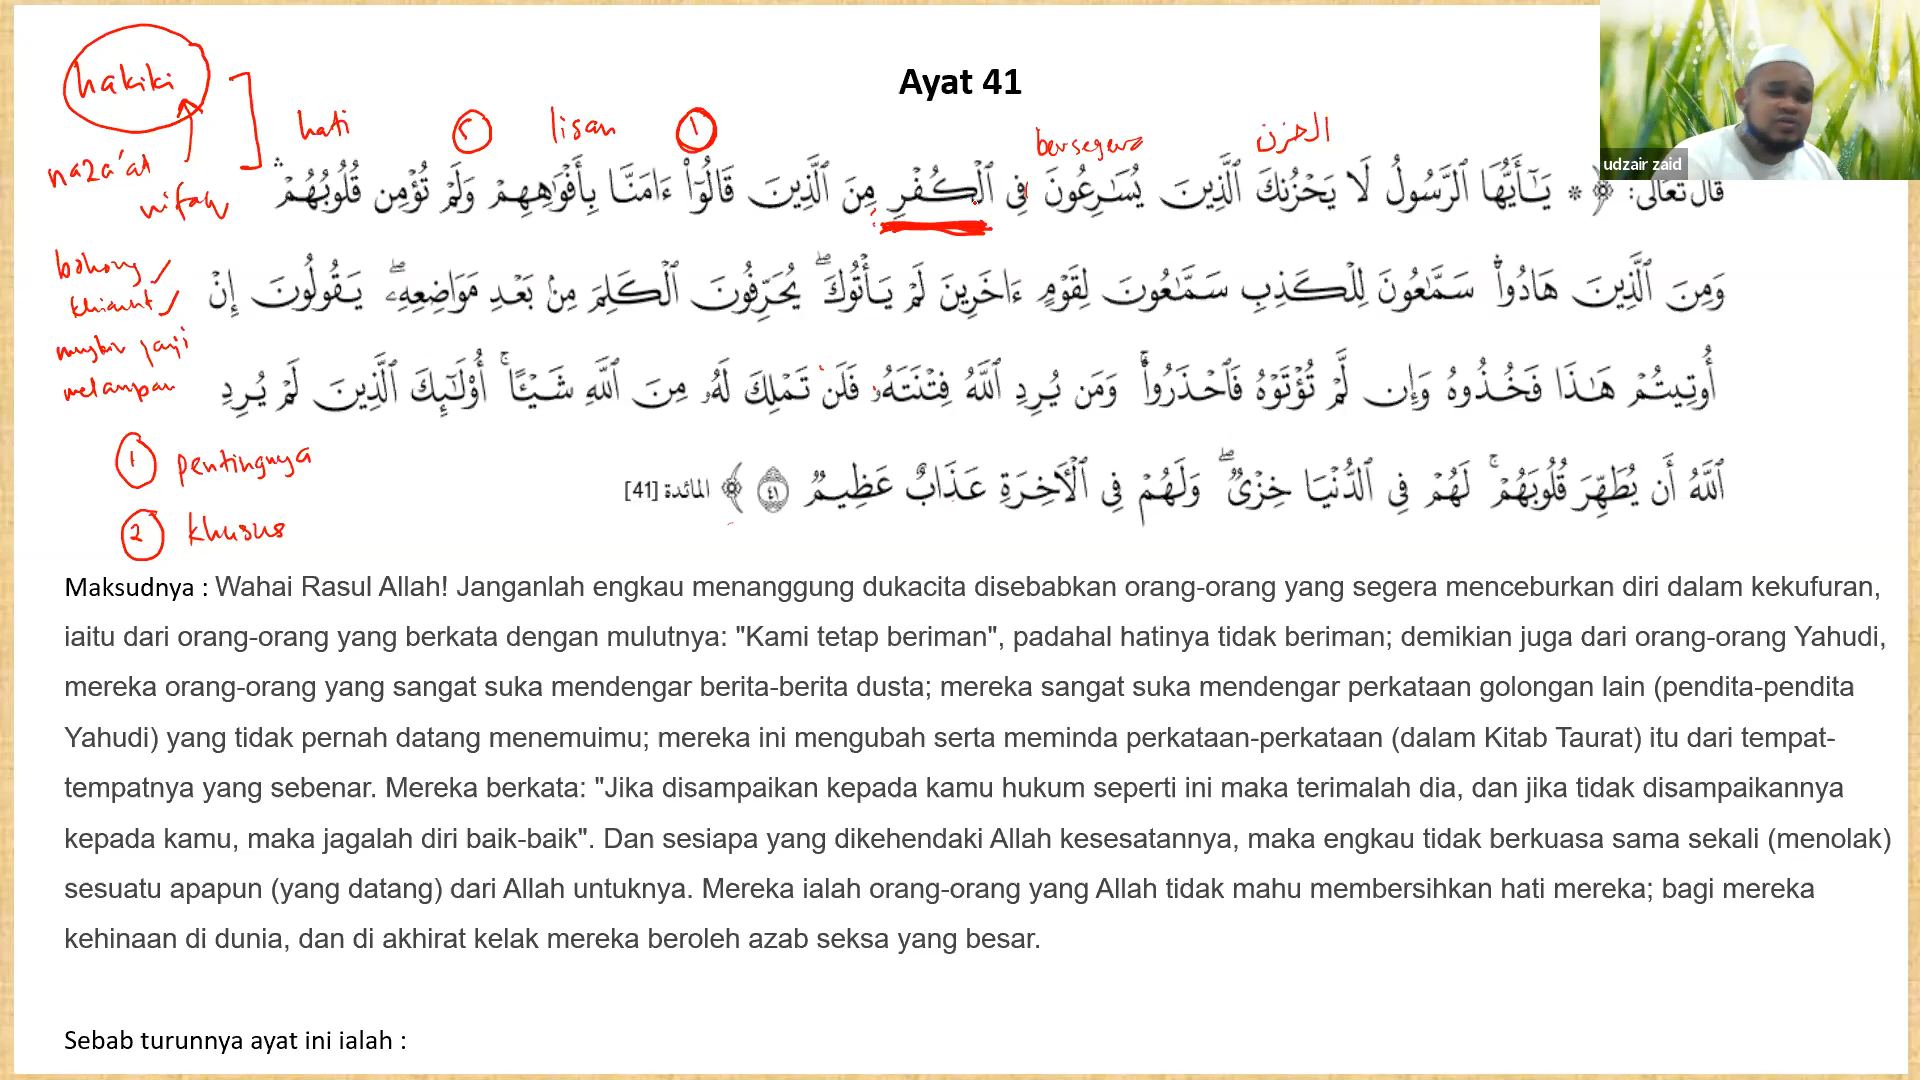 Ayat 41
hakiki
naza'at
nifaq
hati
lisan
1
bersegera
الحزن
udzair zaid
قال تعالى: ﴿ ۞ يَـٰٓأَيُّهَا ٱلرَّسُولُ لَا يَحْزُنكَ ٱلَّذِينَ يُسَـٰرِعُونَ فِى ٱلْكُفْرِ مِنَ ٱلَّذِينَ قَالُوٓا۟ ءَامَنَّا بِأَفْوَٰهِهِمْ وَلَمْ تُؤْمِن قُلُوبُهُمْ ۛ
وَمِنَ ٱلَّذِينَ هَادُوا۟ ۛ سَمَّـٰعُونَ لِلْكَذِبِ سَمَّـٰعُونَ لِقَوْمٍ ءَاخَرِينَ لَمْ يَأْتُوكَ ۖ يُحَرِّفُونَ ٱلْكَلِمَ مِنۢ بَعْدِ مَوَاضِعِهِۦ ۖ يَقُولُونَ إِنْ
أُوتِيتُمْ هَـٰذَا فَخُذُوهُ وَإِن لَّمْ تُؤْتَوْهُ فَٱحْذَرُوا۟ ۚ وَمَن يُرِدِ ٱللَّهُ فِتْنَتَهُۥ فَلَن تَمْلِكَ لَهُۥ مِنَ ٱللَّهِ شَيْـًٔا ۚ أُو۟لَـٰٓئِكَ ٱلَّذِينَ لَمْ يُرِدِ
ٱللَّهُ أَن يُطَهِّرَ قُلُوبَهُمْ ۚ لَهُمْ فِى ٱلدُّنْيَا خِزْىٌ ۖ وَلَهُمْ فِى ٱلْـَٔاخِرَةِ عَذَابٌ عَظِيمٌ ٤١ ﴾ المائدة [41]
bohong
khianat
mungkir janji
melampau
1 pentingnya
2 khusus
Maksudnya : Wahai Rasul Allah! Janganlah engkau menanggung dukacita disebabkan orang-orang yang segera menceburkan diri dalam kekufuran,
iaitu dari orang-orang yang berkata dengan mulutnya: "Kami tetap beriman", padahal hatinya tidak beriman; demikian juga dari orang-orang Yahudi,
mereka orang-orang yang sangat suka mendengar berita-berita dusta; mereka sangat suka mendengar perkataan golongan lain (pendita-pendita
Yahudi) yang tidak pernah datang menemuimu; mereka ini mengubah serta meminda perkataan-perkataan (dalam Kitab Taurat) itu dari tempat-
tempatnya yang sebenar. Mereka berkata: "Jika disampaikan kepada kamu hukum seperti ini maka terimalah dia, dan jika tidak disampaikannya
kepada kamu, maka jagalah diri baik-baik". Dan sesiapa yang dikehendaki Allah kesesatannya, maka engkau tidak berkuasa sama sekali (menolak)
sesuatu apapun (yang datang) dari Allah untuknya. Mereka ialah orang-orang yang Allah tidak mahu membersihkan hati mereka; bagi mereka
kehinaan di dunia, dan di akhirat kelak mereka beroleh azab seksa yang besar.
Sebab turunnya ayat ini ialah :